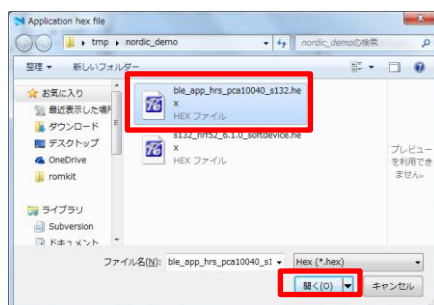 Application hex file
tmp ▸ nordic_demo
nordic_demoの検索
整理 ▼ 新しいフォルダー
お気に入り
最近表示した場所
ダウンロード
デスクトップ
OneDrive
romkit
ライブラリ
Subversion
ドキュメント
ble_app_hrs_pca10040_s132.he
x
HEX ファイル
s132_nrf52_6.1.0_softdevice.he
x
HEX ファイル
プレビュー
を利用でき
ません。
ファイル名(N): ble_app_hrs_pca10040_s1
Hex (*.hex)
開く(O)
キャンセル